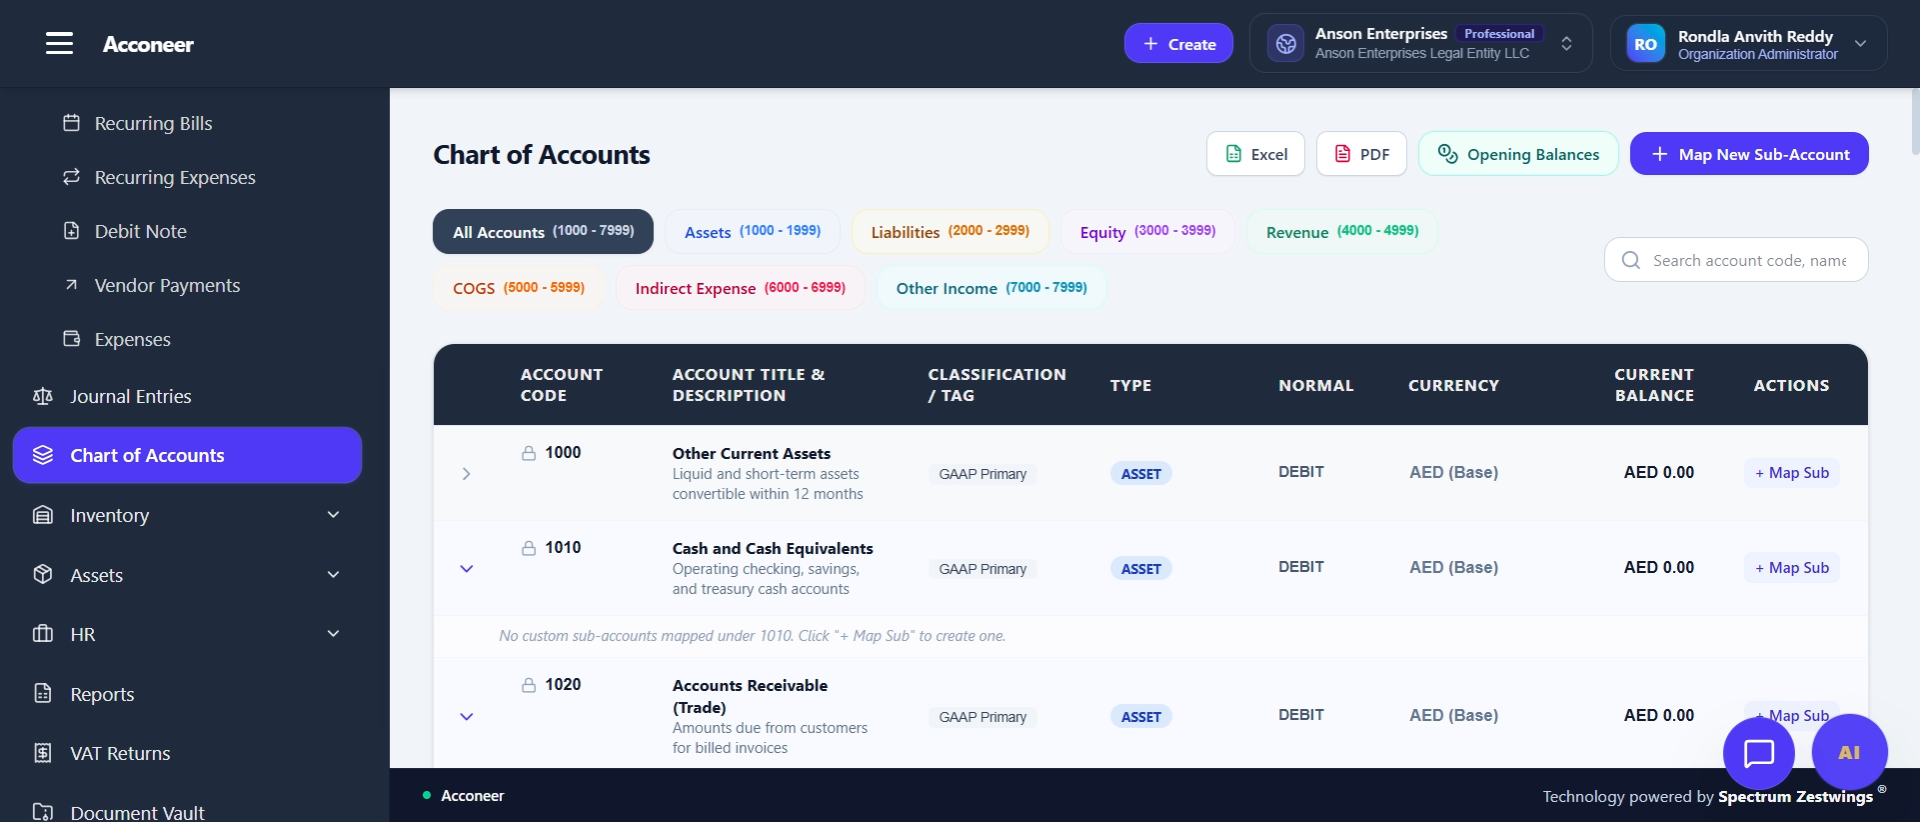 Acconeer
+ Create
Anson Enterprises Professional
Anson Enterprises Legal Entity LLC
RO
Rondla Anvith Reddy
Organization Administrator
Recurring Bills
Recurring Expenses
Debit Note
Vendor Payments
Expenses
Journal Entries
Chart of Accounts
Inventory
Assets
HR
Reports
VAT Returns
Document Vault
Chart of Accounts
Excel
PDF
Opening Balances
+ Map New Sub-Account
All Accounts (1000 - 7999)
Assets (1000 - 1999)
Liabilities (2000 - 2999)
Equity (3000 - 3999)
Revenue (4000 - 4999)
COGS (5000 - 5999)
Indirect Expense (6000 - 6999)
Other Income (7000 - 7999)
Search account code, name
ACCOUNT CODE
ACCOUNT TITLE & DESCRIPTION
CLASSIFICATION / TAG
TYPE
NORMAL
CURRENCY
CURRENT BALANCE
ACTIONS
1000
Other Current Assets
Liquid and short-term assets
convertible within 12 months
GAAP Primary
ASSET
DEBIT
AED (Base)
AED 0.00
+ Map Sub
1010
Cash and Cash Equivalents
Operating checking, savings,
and treasury cash accounts
GAAP Primary
ASSET
DEBIT
AED (Base)
AED 0.00
+ Map Sub
No custom sub-accounts mapped under 1010. Click "+ Map Sub" to create one.
1020
Accounts Receivable
(Trade)
Amounts due from customers
for billed invoices
GAAP Primary
ASSET
DEBIT
AED (Base)
AED 0.00
+ Map Sub
AI
Acconeer
Technology powered by Spectrum Zestwings ®